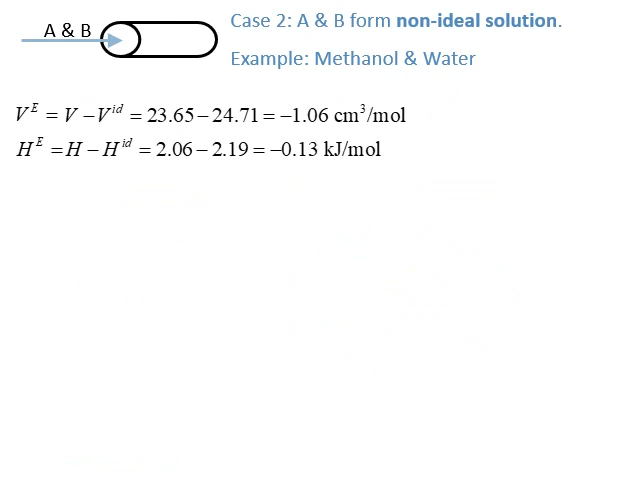 A & B
Case 2: A & B form non-ideal solution.
Example: Methanol & Water
V^E = V – V^id = 23.65 – 24.71 = –1.06 cm³/mol
H^E = H – H^id = 2.06 – 2.19 = –0.13 kJ/mol